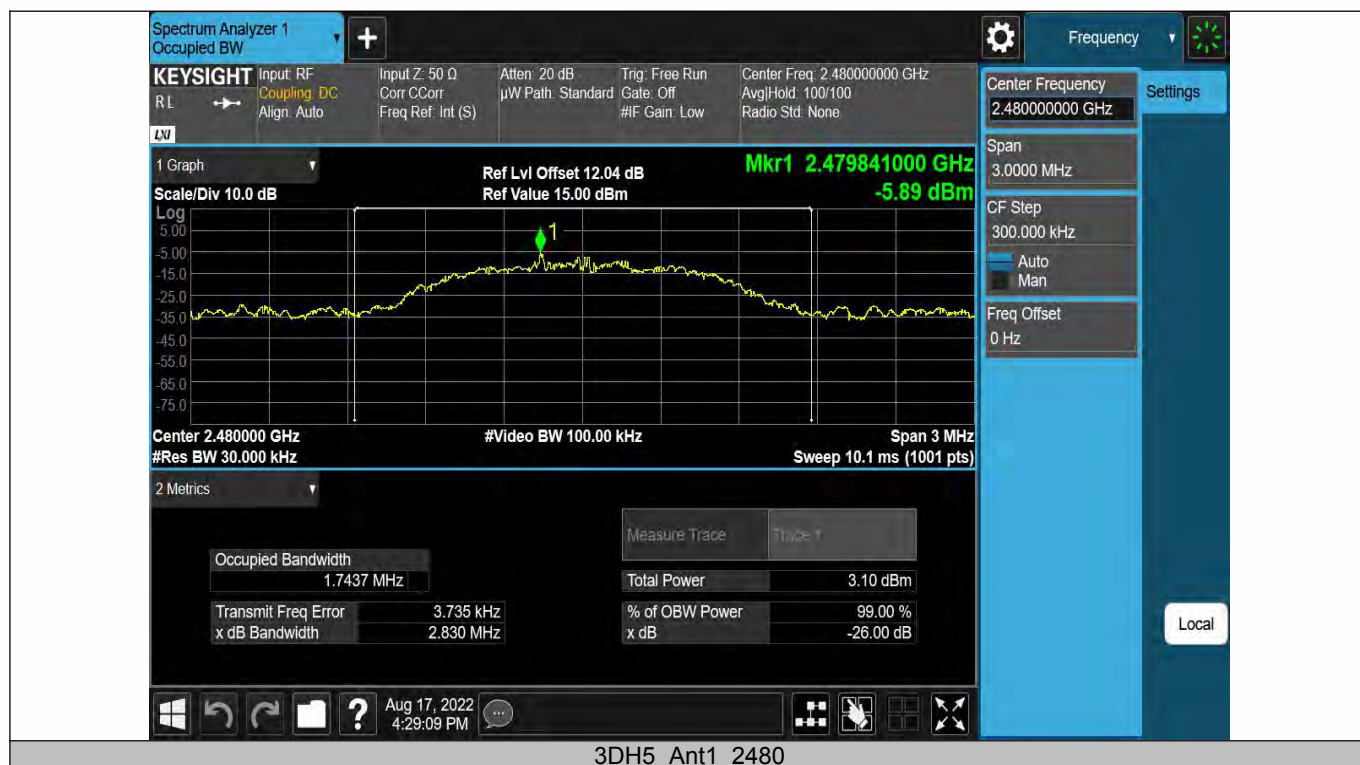 Spectrum Analyzer 1
Occupied BW
Frequency
KEYSIGHT
RL
LXI
Input: RF
Coupling: DC
Align: Auto
Input Z: 50 Ω
Corr CCorr
Freq Ref: Int (S)
Atten: 20 dB
µW Path: Standard
Trig: Free Run
Gate: Off
#IF Gain: Low
Center Freq: 2.480000000 GHz
Avg|Hold: 100/100
Radio Std: None
Center Frequency
2.480000000 GHz
Settings
Span
3.0000 MHz
CF Step
300.000 kHz
Auto
Man
Freq Offset
0 Hz
1 Graph
Scale/Div 10.0 dB
Ref Lvl Offset 12.04 dB
Ref Value 15.00 dBm
Mkr1 2.479841000 GHz
-5.89 dBm
Log
5.00
-5.00
-15.0
-25.0
-35.0
-45.0
-55.0
-65.0
-75.0
1
Center 2.480000 GHz
#Video BW 100.00 kHz
Span 3 MHz
#Res BW 30.000 kHz
Sweep 10.1 ms (1001 pts)
2 Metrics
Measure Trace
Trace 1
Occupied Bandwidth
1.7437 MHz
Total Power 3.10 dBm
Transmit Freq Error 3.735 kHz
% of OBW Power 99.00 %
x dB Bandwidth 2.830 MHz
x dB -26.00 dB
Local
Aug 17, 2022
4:29:09 PM
3DH5_Ant1_2480